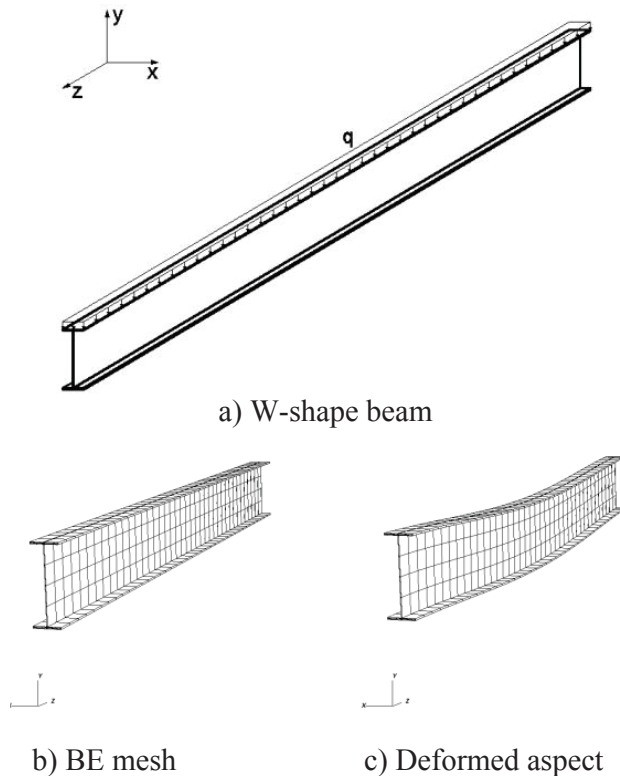 y
x
z
q
a) W-shape beam
Y
Z
Y
X
Z
b) BE mesh
c) Deformed aspect